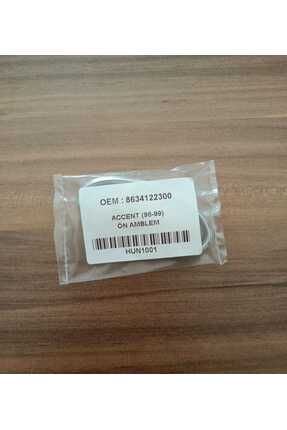 OEM : 8634122300
ACCENT (96-99)
ÖN AMBLEM
HUN1001